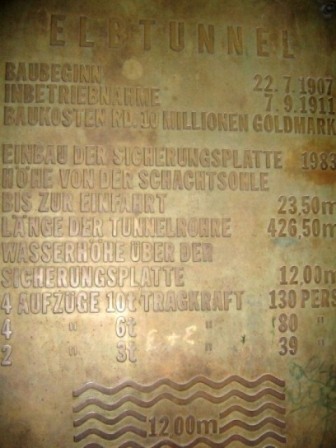 ELBTUNNEL
BAUBEGINN 22.7.1907
INBETRIEBNAHME 7.9.1911
BAUKOSTEN RD. 10 MILLIONEN GOLDMARK
EINBAU DER SICHERUNGSPLATTE 1983
HÖHE VON DER SCHACHTSOHLE
BIS ZUR EINFAHRT 23,50m
LÄNGE DER TUNNELRÖHRE 426,50m
WASSERHÖHE ÜBER DER
SICHERUNGSPLATTE 12,00m
4 AUFZÜGE 10t TRAGKRAFT 130 PERS
4 " 6t " 80 "
2 " 3t " 39 "
12,00m